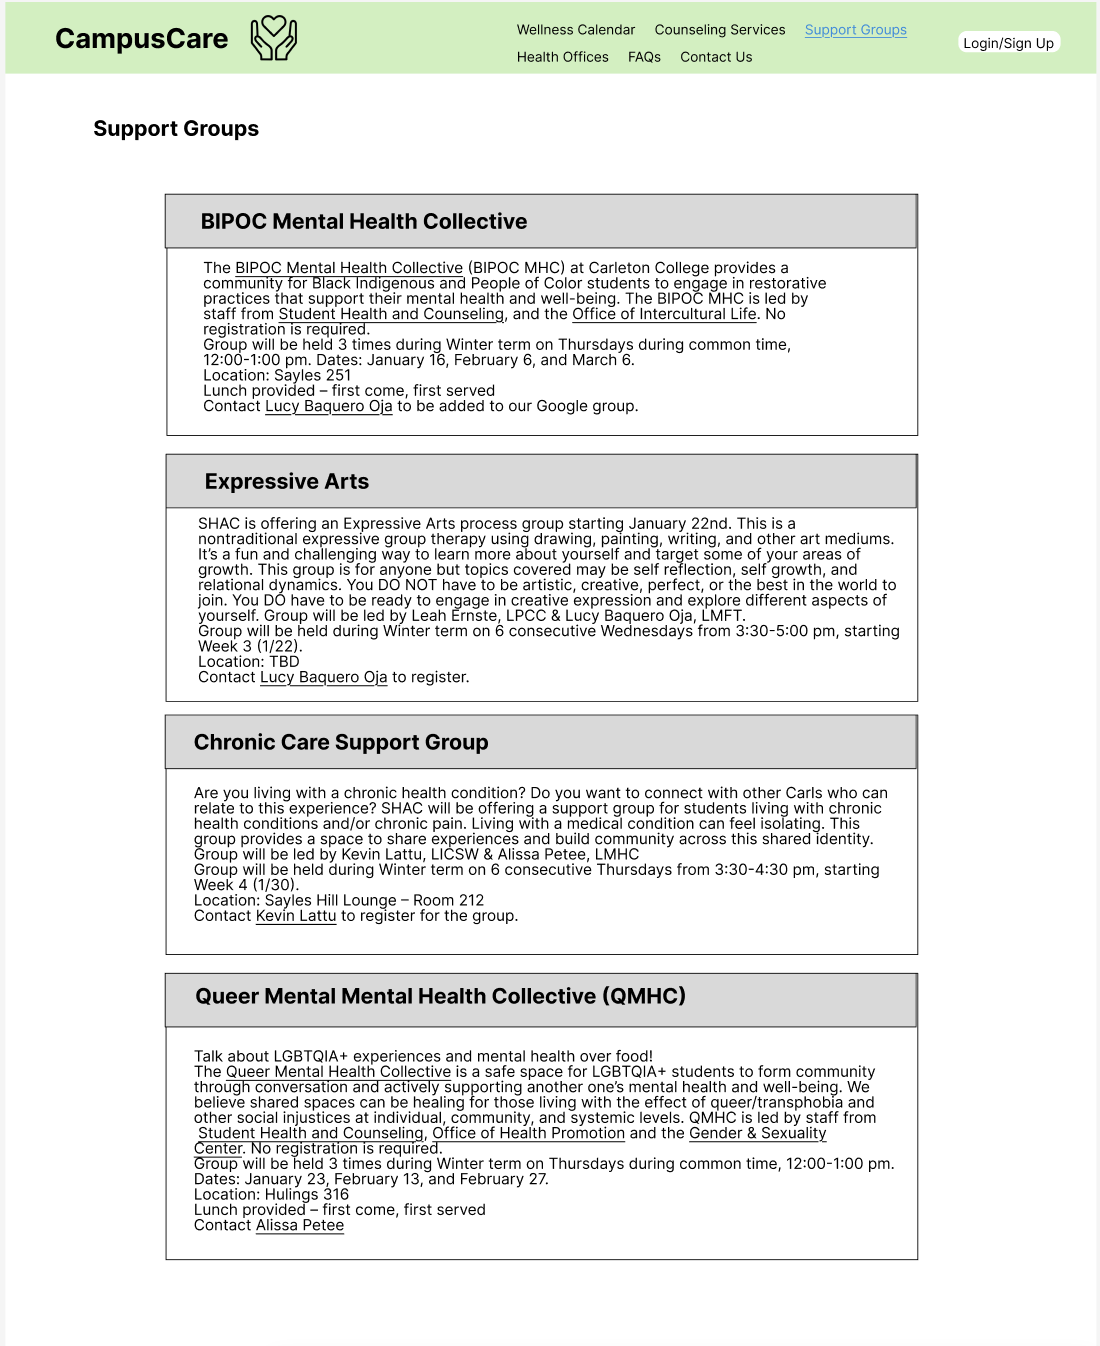 CampusCare
Wellness Calendar Counseling Services Support Groups
Health Offices FAQs Contact Us
Login/Sign Up
Support Groups
BIPOC Mental Health Collective
The BIPOC Mental Health Collective (BIPOC MHC) at Carleton College provides a
community for Black Indigenous and People of Color students to engage in restorative
practices that support their mental health and well-being. The BIPOC MHC is led by
staff from Student Health and Counseling, and the Office of Intercultural Life. No
registration is required.
Group will be held 3 times during Winter term on Thursdays during common time,
12:00-1:00 pm. Dates: January 16, February 6, and March 6.
Location: Sayles 251
Lunch provided – first come, first served
Contact Lucy Baquero Oja to be added to our Google group.
Expressive Arts
SHAC is offering an Expressive Arts process group starting January 22nd. This is a
nontraditional expressive group therapy using drawing, painting, writing, and other art mediums.
It’s a fun and challenging way to learn more about yourself and target some of your areas of
growth. This group is for anyone but topics covered may be self reflection, self growth, and
relational dynamics. You DO NOT have to be artistic, creative, perfect, or the best in the world to
join. You DO have to be ready to engage in creative expression and explore different aspects of
yourself. Group will be led by Leah Ernste, LPCC & Lucy Baquero Oja, LMFT.
Group will be held during Winter term on 6 consecutive Wednesdays from 3:30-5:00 pm, starting
Week 3 (1/22).
Location: TBD
Contact Lucy Baquero Oja to register.
Chronic Care Support Group
Are you living with a chronic health condition? Do you want to connect with other Carls who can
relate to this experience? SHAC will be offering a support group for students living with chronic
health conditions and/or chronic pain. Living with a medical condition can feel isolating. This
group provides a space to share experiences and build community across this shared identity.
Group will be led by Kevin Lattu, LICSW & Alissa Petee, LMHC
Group will be held during Winter term on 6 consecutive Thursdays from 3:30-4:30 pm, starting
Week 4 (1/30).
Location: Sayles Hill Lounge – Room 212
Contact Kevin Lattu to register for the group.
Queer Mental Mental Health Collective (QMHC)
Talk about LGBTQIA+ experiences and mental health over food!
The Queer Mental Health Collective is a safe space for LGBTQIA+ students to form community
through conversation and actively supporting another one’s mental health and well-being. We
believe shared spaces can be healing for those living with the effect of queer/transphobia and
other social injustices at individual, community, and systemic levels. QMHC is led by staff from
Student Health and Counseling, Office of Health Promotion and the Gender & Sexuality
Center. No registration is required.
Group will be held 3 times during Winter term on Thursdays during common time, 12:00-1:00 pm.
Dates: January 23, February 13, and February 27.
Location: Hulings 316
Lunch provided – first come, first served
Contact Alissa Petee